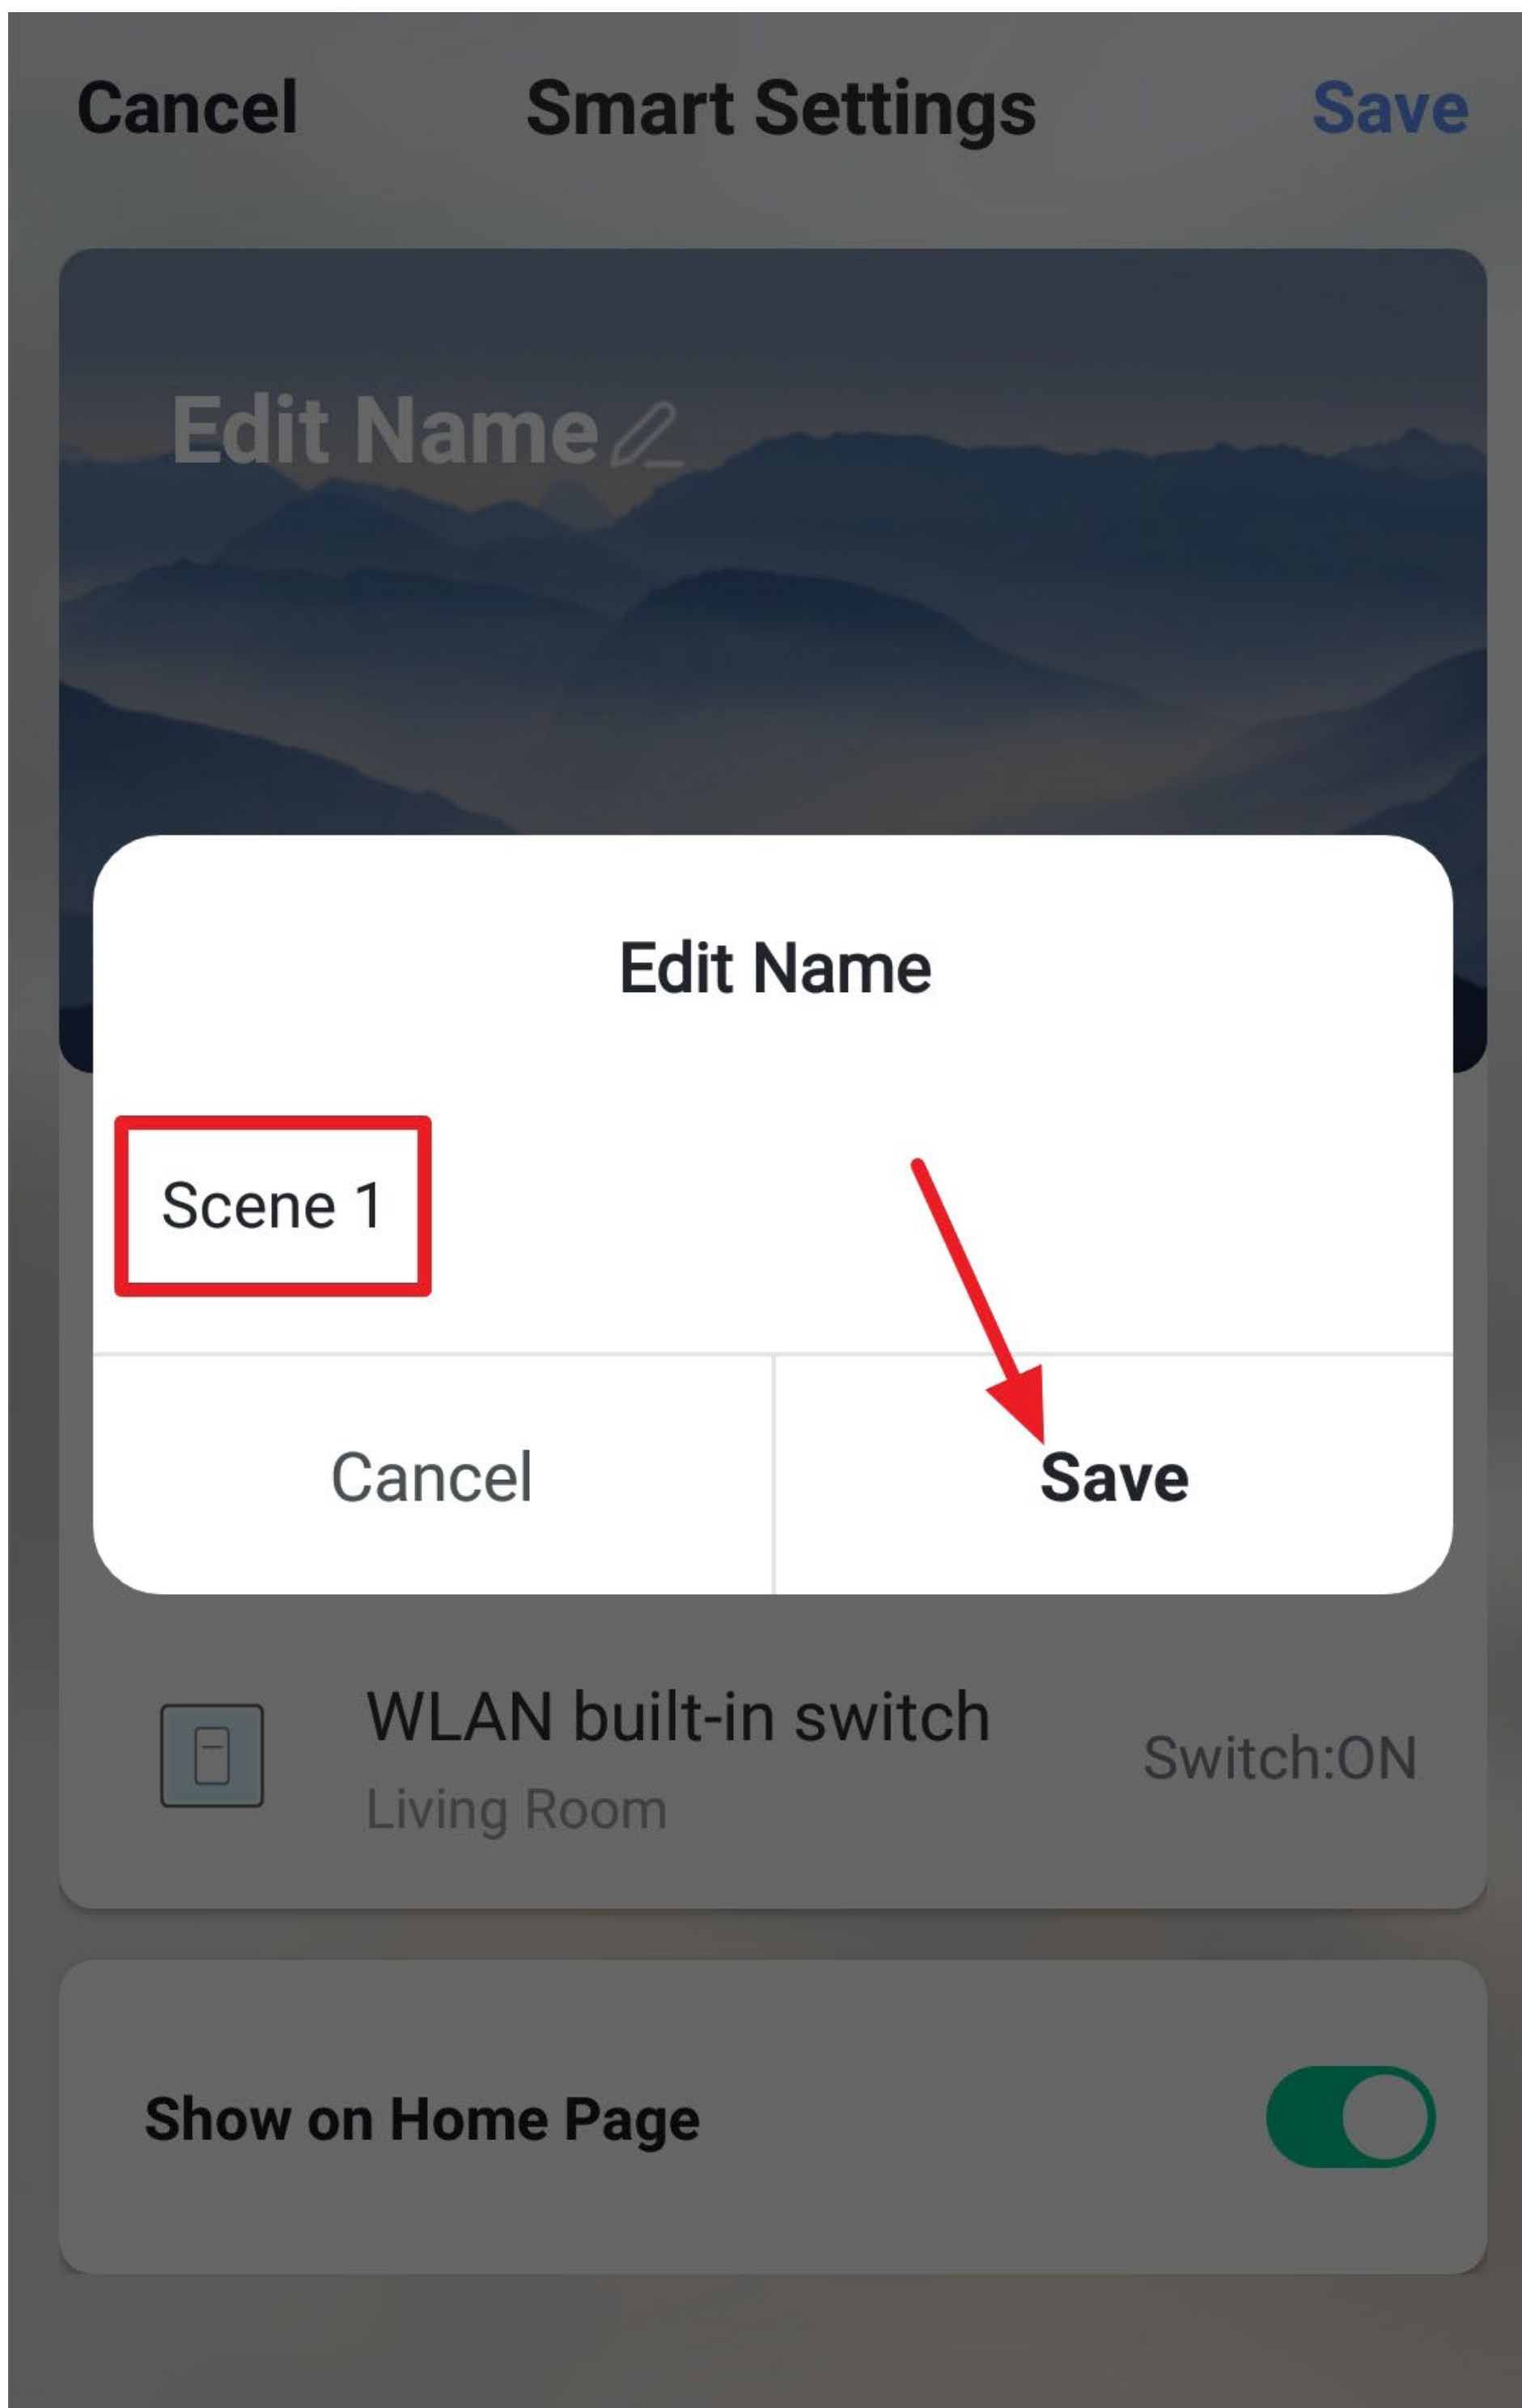 Cancel Smart Settings Save
Edit Name
Edit Name
Scene 1
Cancel Save
WLAN built-in switch
Switch:ON
Living Room
Show on Home Page